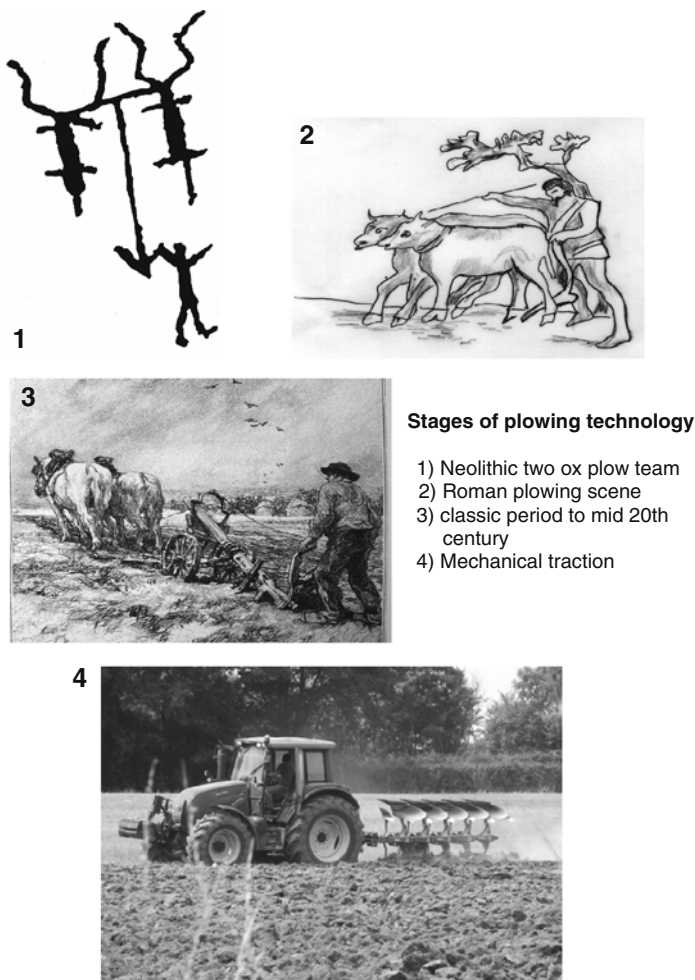 1
2
3
Stages of plowing technology
1) Neolithic two ox plow team
2) Roman plowing scene
3) classic period to mid 20th
century
4) Mechanical traction
4